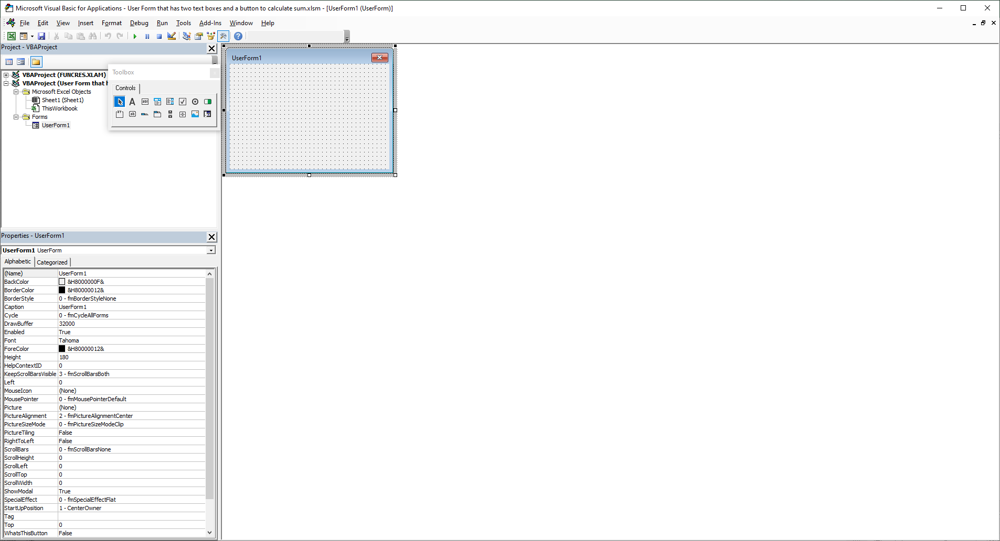 Microsoft Visual Basic for Applications - User Form that has two text boxes and a button to calculate sum.xlsm - [UserForm1 (UserForm)]
File Edit View Insert Format Debug Run Tools Add-Ins Window Help
Project - VBAProject
UserForm1
Toolbox
Controls
VBAProject (FUNCRES.XLAM)
VBAProject (User Form that h
Microsoft Excel Objects
Sheet1 (Sheet1)
ThisWorkbook
Forms
UserForm1
Properties - UserForm1
UserForm1 UserForm
Alphabetic Categorized
(Name) UserForm1
BackColor &H8000000F&
BorderColor &H80000012&
BorderStyle 0 - fmBorderStyleNone
Caption UserForm1
Cycle 0 - fmCycleAllForms
DrawBuffer 32000
Enabled True
Font Tahoma
ForeColor &H80000012&
Height 180
HelpContextID 0
KeepScrollBarsVisible 3 - fmScrollBarsBoth
Left 0
MouseIcon (None)
MousePointer 0 - fmMousePointerDefault
Picture (None)
PictureAlignment 2 - fmPictureAlignmentCenter
PictureSizeMode 0 - fmPictureSizeModeClip
PictureTiling False
RightToLeft False
ScrollBars 0 - fmScrollBarsNone
ScrollHeight 0
ScrollLeft 0
ScrollTop 0
ScrollWidth 0
ShowModal True
SpecialEffect 0 - fmSpecialEffectFlat
StartUpPosition 1 - CenterOwner
Tag
Top 0
WhatsThisButton False